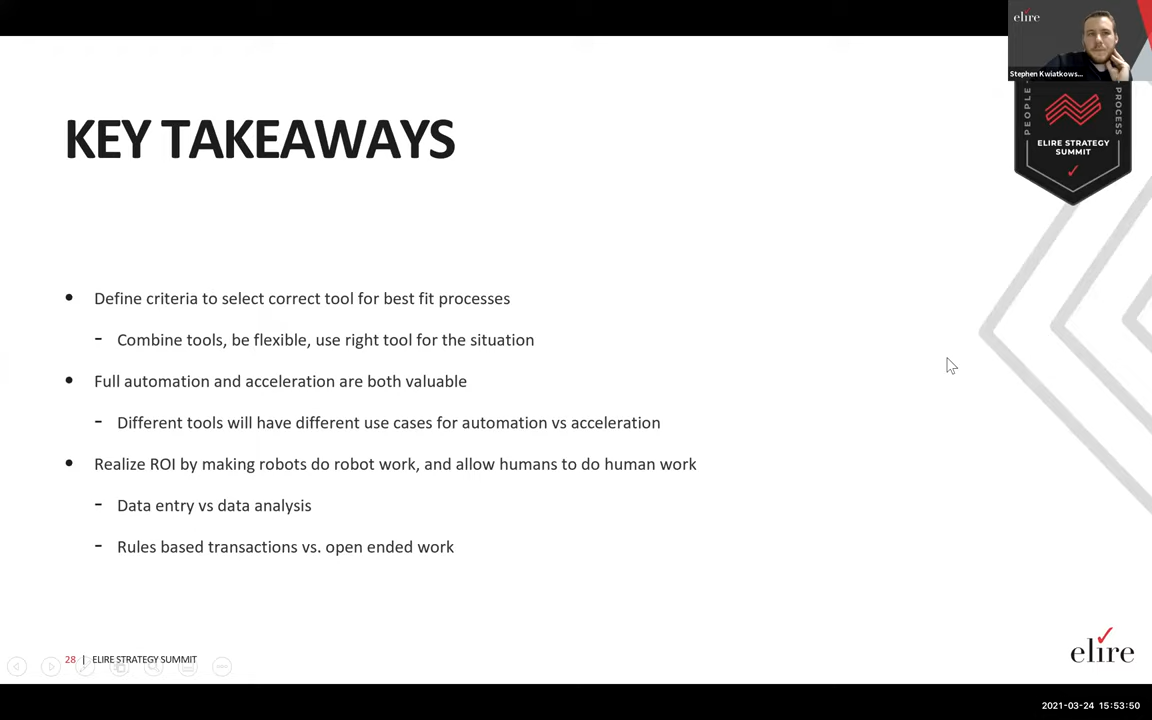 elire
Stephen Kwiatkows...
PEOPLE
PROCESS
ELIRE STRATEGY
SUMMIT
KEY TAKEAWAYS
• Define criteria to select correct tool for best fit processes
- Combine tools, be flexible, use right tool for the situation
• Full automation and acceleration are both valuable
- Different tools will have different use cases for automation vs acceleration
• Realize ROI by making robots do robot work, and allow humans to do human work
- Data entry vs data analysis
- Rules based transactions vs. open ended work
28 | ELIRE STRATEGY SUMMIT
elire
2021-03-24 15:53:50